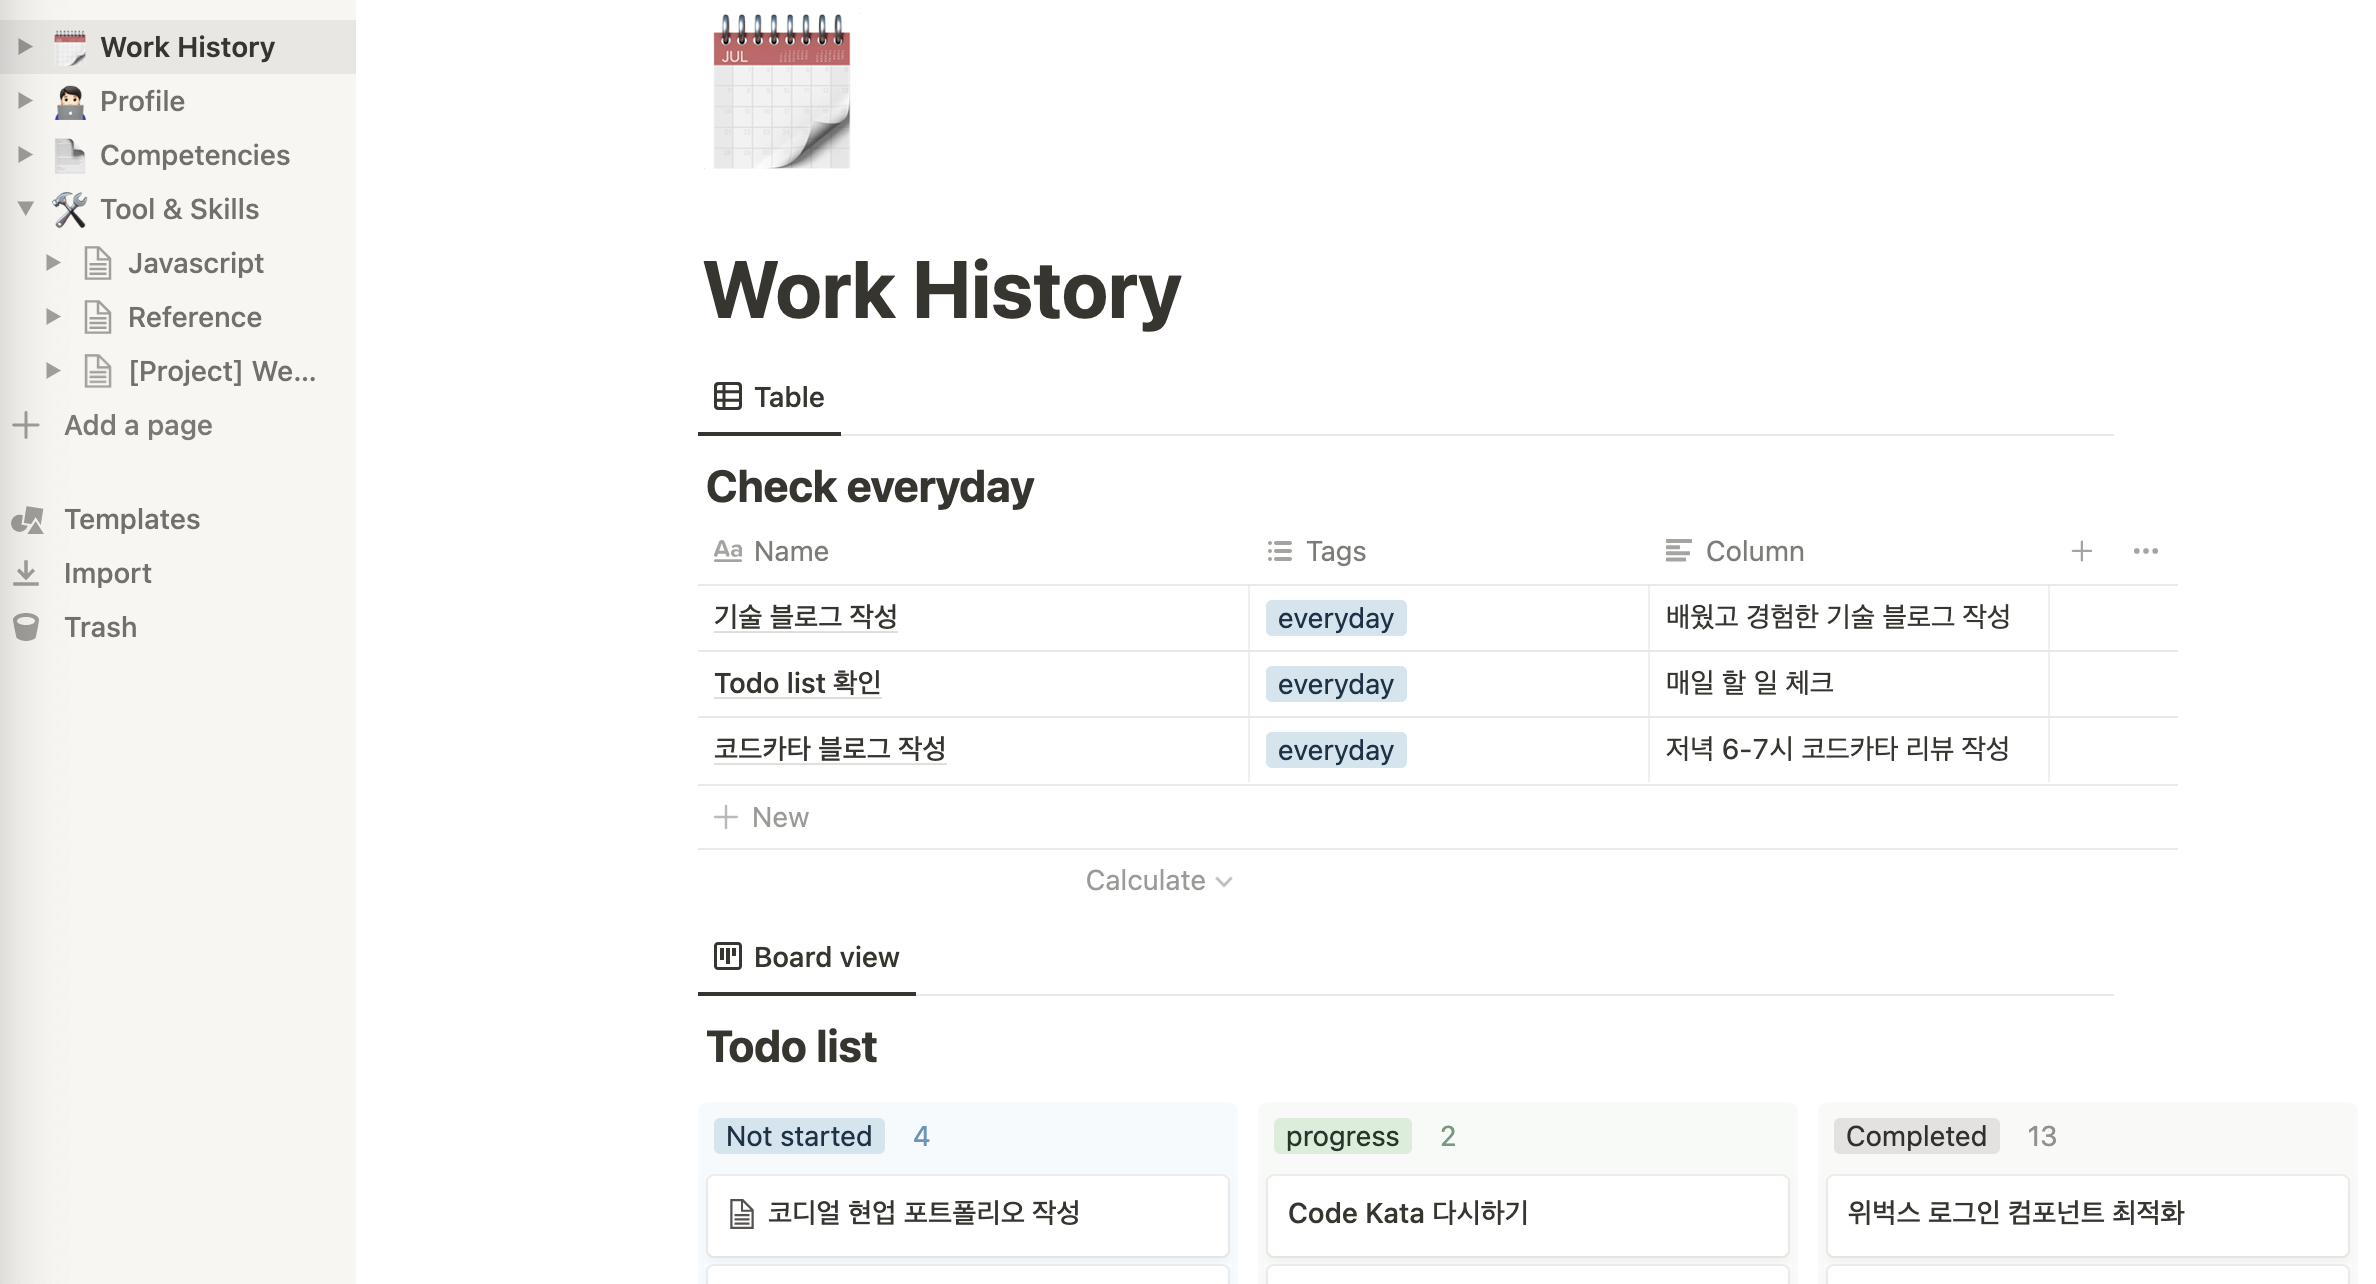 Work History
Profile
Competencies
Tool & Skills
Javascript
Reference
[Project] We...
Add a page
Templates
Import
Trash
JUL
Work History
Table
Check everyday
Aa Name Tags Column
기술 블로그 작성 everyday 배웠고 경험한 기술 블로그 작성
Todo list 확인 everyday 매일 할 일 체크
코드카타 블로그 작성 everyday 저녁 6-7시 코드카타 리뷰 작성
New
Calculate
Board view
Todo list
Not started 4 progress 2 Completed 13
코디얼 현업 포트폴리오 작성 Code Kata 다시하기 위벅스 로그인 컴포넌트 최적화